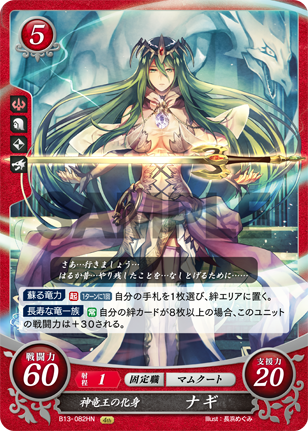 5
SAMPLE
さあ…行きましょう…
はるか昔…やり残したことを…なしとげるために……
蘇る竜力 起 1ターンに1回 自分の手札を1枚選び、絆エリアに置く。
長寿な竜一族 常 自分の絆カードが8枚以上の場合、このユニット
の戦闘力は+30される。
戦闘力 60
射程 1 固定職 マムクート
支援力 20
神竜王の化身 ナギ
B13-082HN Illust:長浜めぐみ